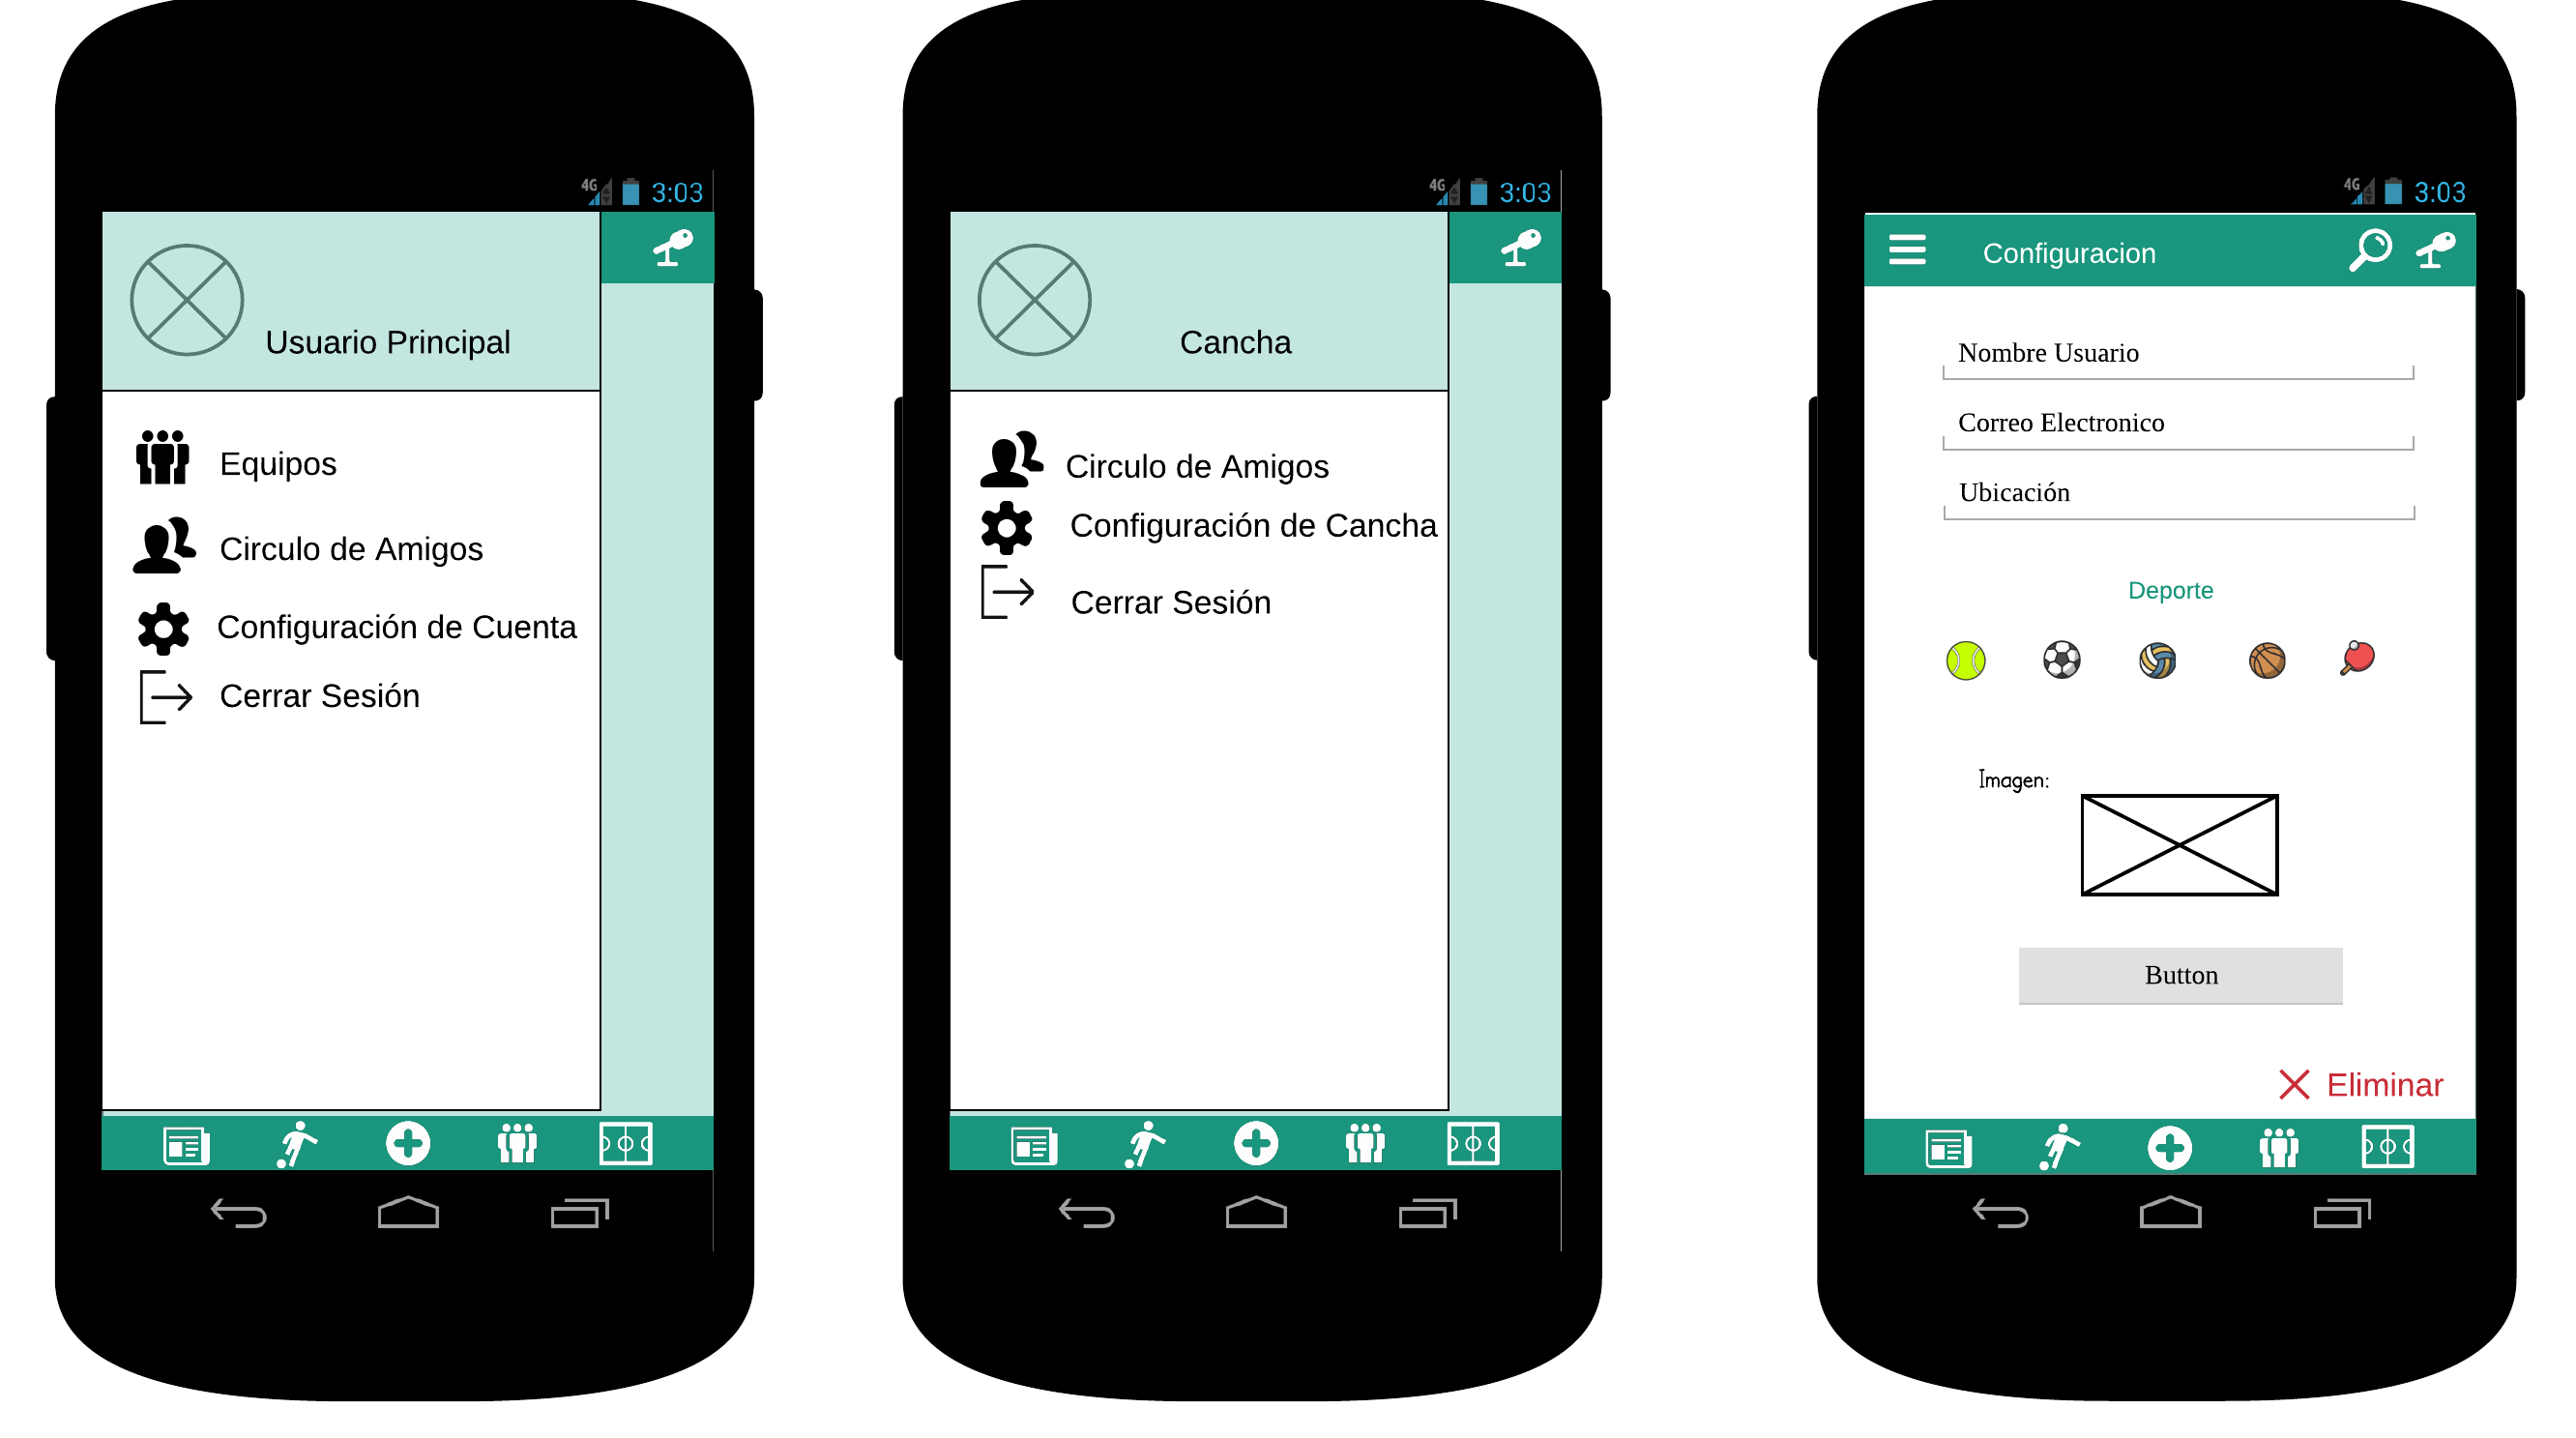 4G 3:03
Usuario Principal
Equipos
Circulo de Amigos
Configuración de Cuenta
Cerrar Sesión
4G 3:03
Cancha
Circulo de Amigos
Configuración de Cancha
Cerrar Sesión
4G 3:03
Configuracion
Nombre Usuario
Correo Electronico
Ubicación
Deporte
Imagen:
Button
Eliminar